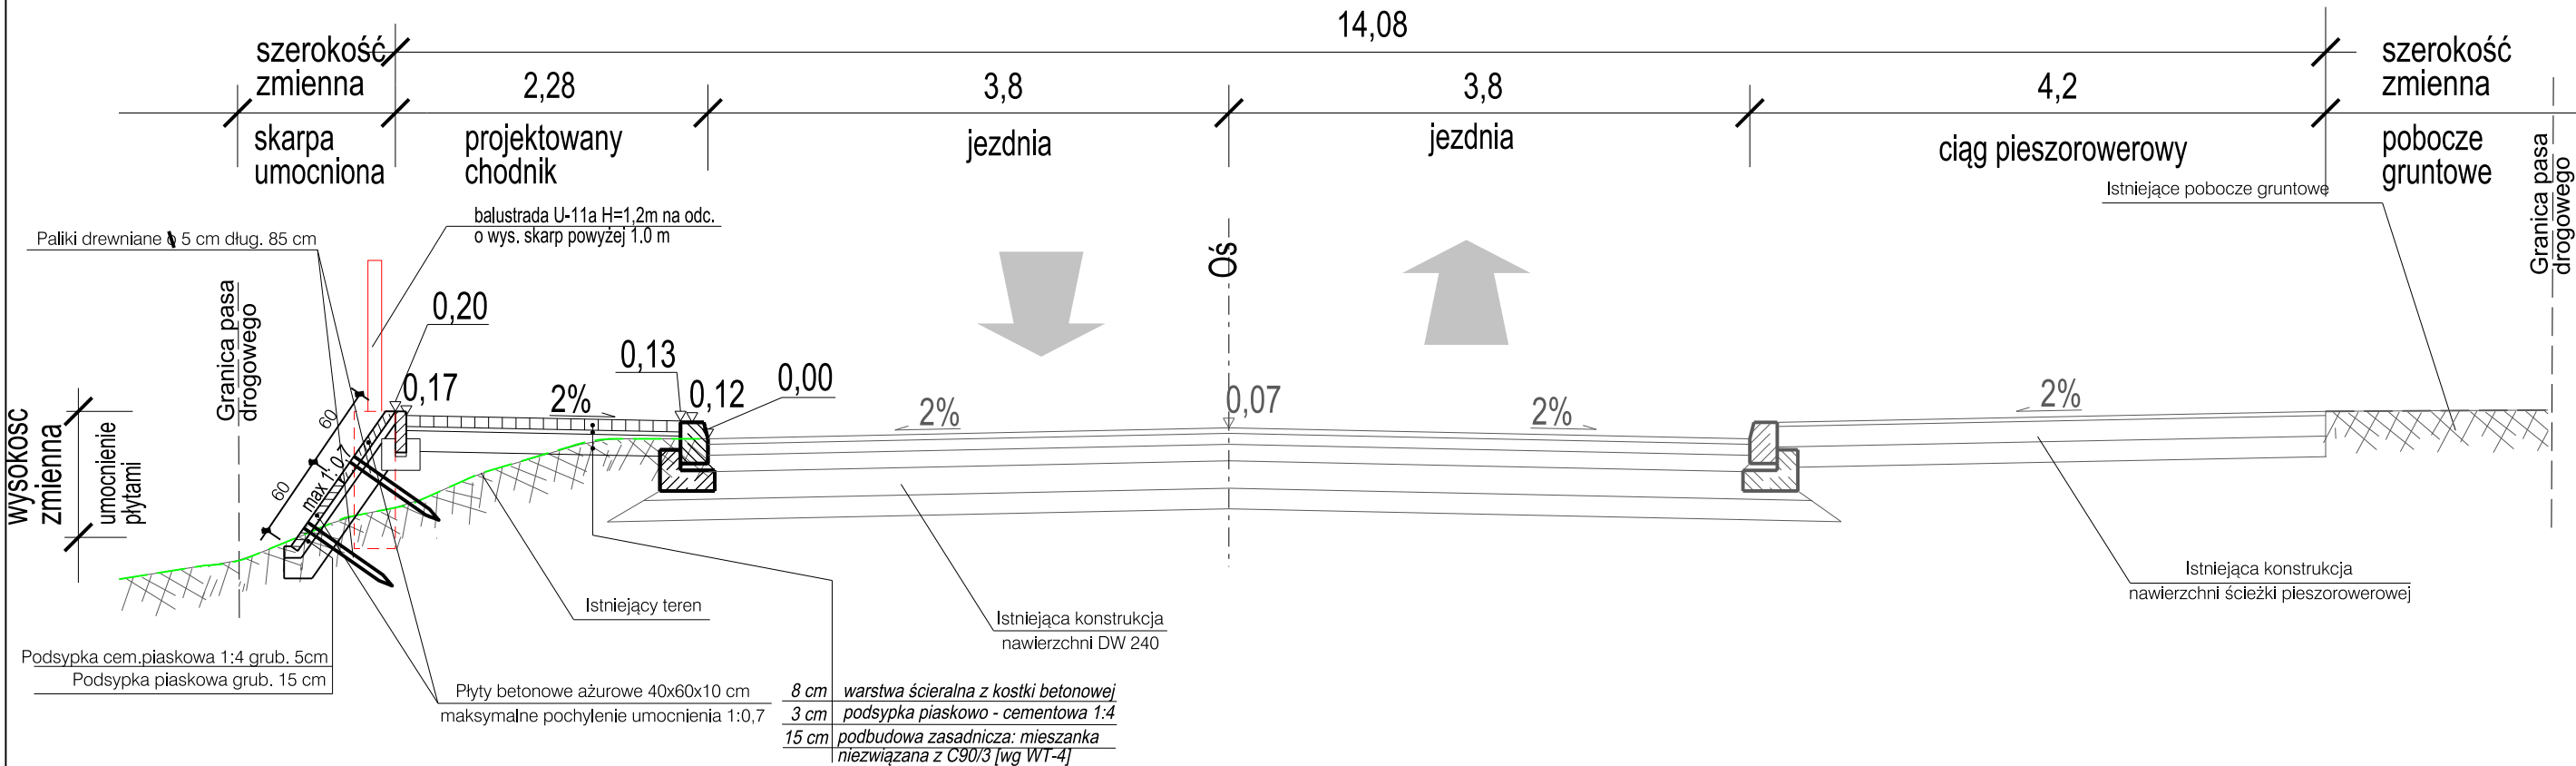 14,08
szerokość
zmienna
2,28
3,8
3,8
4,2
szerokość
zmienna
skarpa
umocniona
projektowany
chodnik
jezdnia
jezdnia
ciąg pieszorowerowy
pobocze
gruntowe
Granica pasa
drogowego
Istniejące pobocze gruntowe
balustrada U-11a H=1,2m na odc.
o wys. skarp powyżej 1.0 m
Paliki drewniane ϕ 5 cm dług. 85 cm
Oś
Granica pasa
drogowego
0,20
0,17
2%
0,13
0,12
0,00
2%
0,07
2%
2%
wysokosc
zmienna
umocnienie
płytami
60
60
max 1:0,7
Istniejący teren
Istniejąca konstrukcja
nawierzchni DW 240
Istniejąca konstrukcja
nawierzchni ścieżki pieszorowerowej
Podsypka cem.piaskowa 1:4 grub. 5cm
Podsypka piaskowa grub. 15 cm
Płyty betonowe ażurowe 40x60x10 cm
maksymalne pochylenie umocnienia 1:0,7
8 cm warstwa ścieralna z kostki betonowej
3 cm podsypka piaskowo - cementowa 1:4
15 cm podbudowa zasadnicza: mieszanka
niezwiązana z C90/3 [wg WT-4]